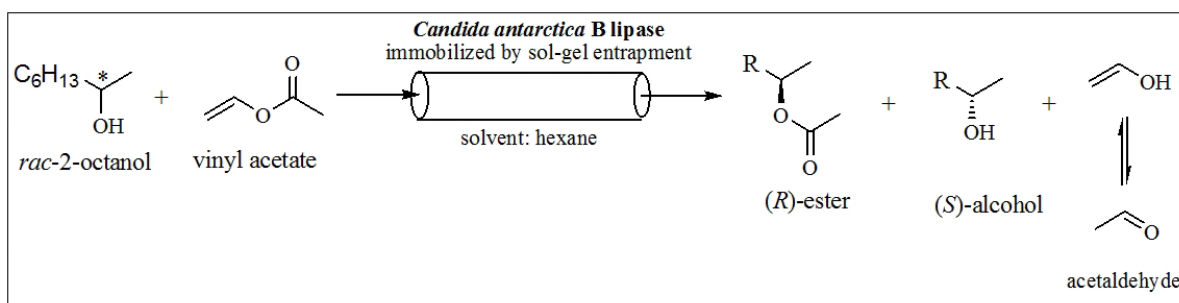 Candida antarctica B lipase
immobilized by sol-gel entrapment
C6H13
*
OH
rac-2-octanol
+
O
O
vinyl acetate
solvent: hexane
R
O
O
(R)-ester
+
R
OH
(S)-alcohol
+
OH
O
acetaldehyde